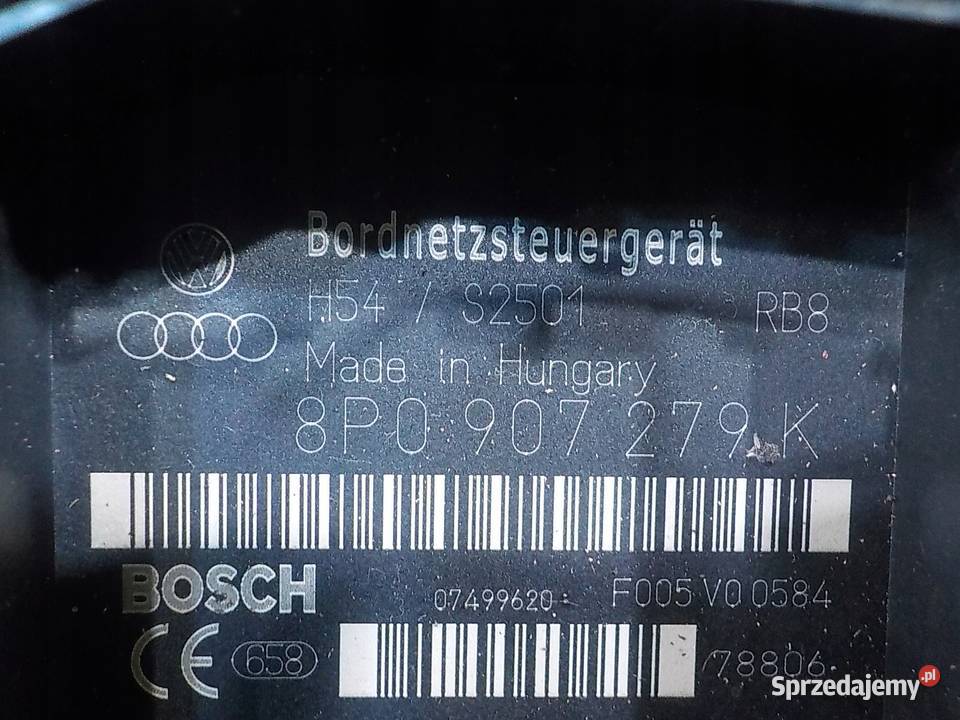 Bordnetzsteuergerät
H54 / S2501 RB8
Made in Hungary
8P0 907 279 K
BOSCH 07499620 F005 V0 0584
CE 658 78806
Sprzedajemy.pl